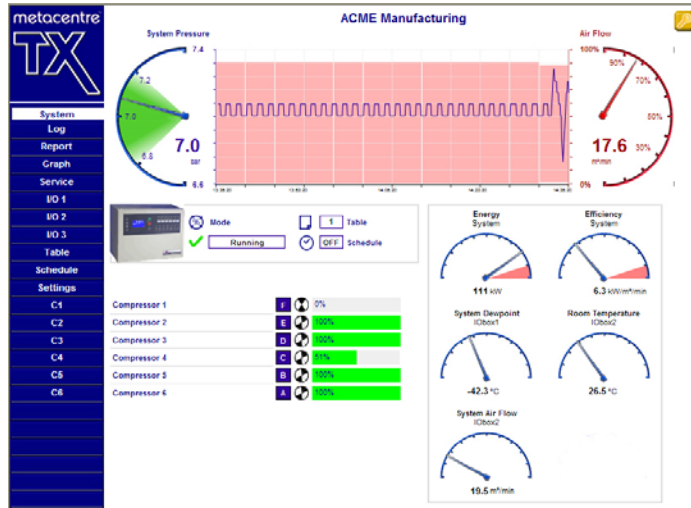 metacentre
TX
System
Log
Report
Graph
Service
I/O 1
I/O 2
I/O 3
Table
Schedule
Settings
C1
C2
C3
C4
C5
C6
ACME Manufacturing
System Pressure
7.2
7.0
6.8
7.0
bar
7.4
6.6
14:00:20
Air Flow
100%
0%
90%
70%
50%
30%
17.6
m³/min
Mode
1 Table
Running
OFF Schedule
Compressor 1 F 0%
Compressor 2 E 100%
Compressor 3 D 100%
Compressor 4 C 51%
Compressor 5 B 100%
Compressor 6 A 100%
Energy
System
111 kW
Efficiency
System
6.3 kW/m³/min
System Dewpoint
IObox1
-42.3 °C
Room Temperature
IObox2
26.5 °C
System Air Flow
IObox2
19.5 m³/min